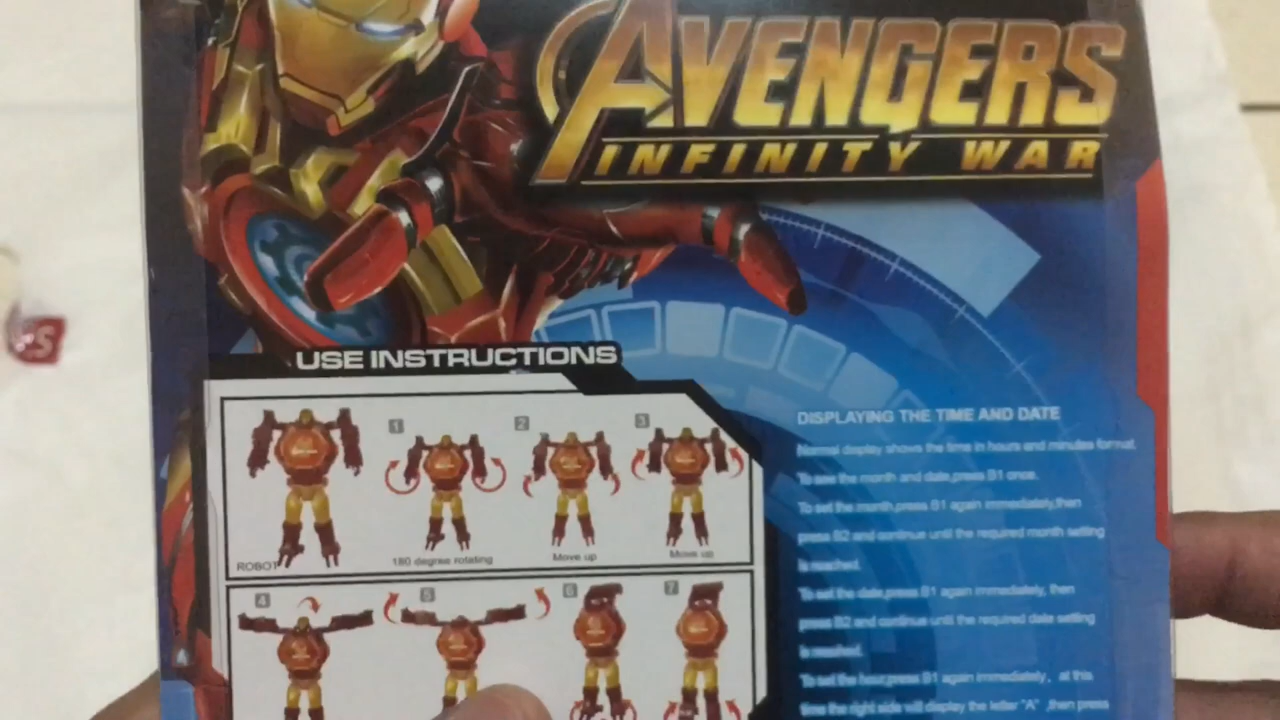 AVENGERS
INFINITY WAR
USE INSTRUCTIONS
ROBOT
1
180 degree rotating
2
Move up
3
Move up
4
5
6
7
DISPLAYING THE TIME AND DATE
Normal display shows the time in hours and minutes format.
To see the month and date,press B1 once.
To set the month,press B1 again immediately,then
press B2 and continue until the required month setting
is reached.
To set the date,press B1 again immediately, then
press B2 and continue until the required date setting
is reached.
To set the hour,press B1 again immediately, at this
time the right side will display the letter "A" ,then press